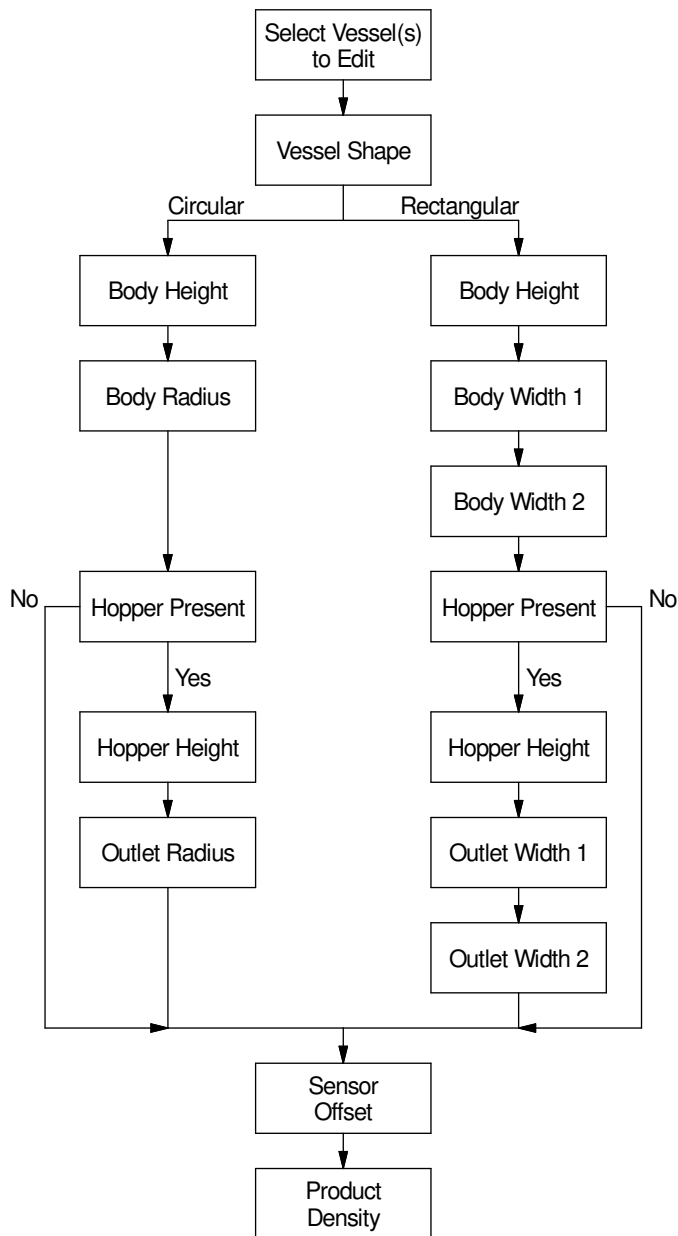 Select Vessel(s)
to Edit
Vessel Shape
Circular
Rectangular
Body Height
Body Height
Body Radius
Body Width 1
Body Width 2
No
Hopper Present
Hopper Present
No
Yes
Yes
Hopper Height
Hopper Height
Outlet Radius
Outlet Width 1
Outlet Width 2
Sensor
Offset
Product
Density